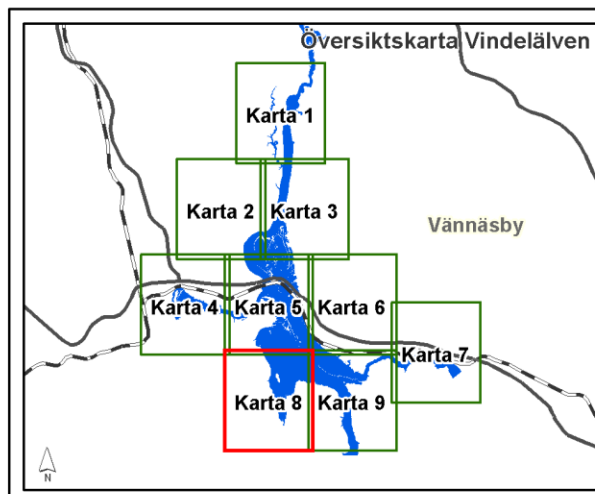 Översiktskarta Vindelälven
Karta 1
Karta 2
Karta 3
Vännäsby
Karta 4
Karta 5
Karta 6
Karta 7
Karta 8
Karta 9
N